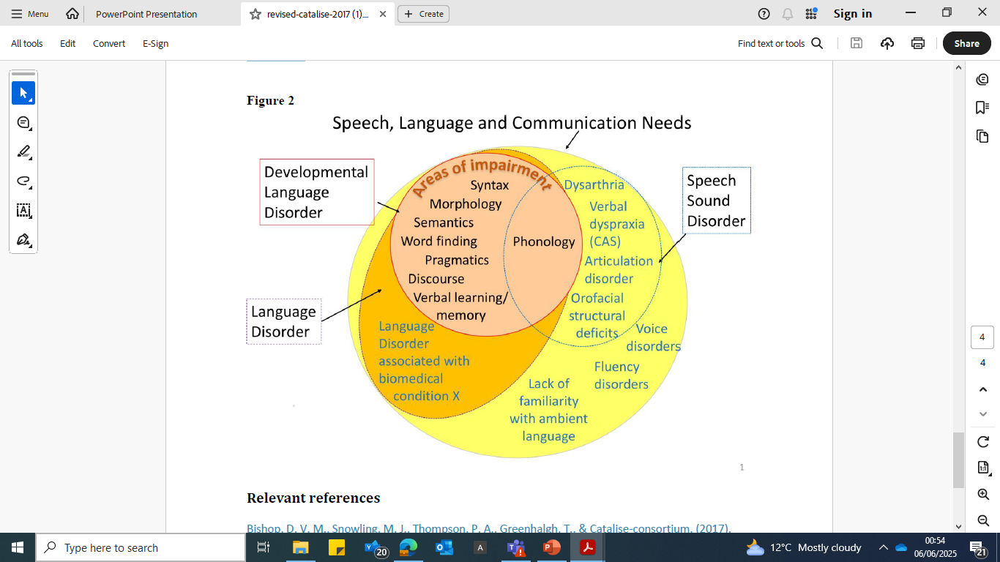 Menu
PowerPoint Presentation
revised-catalise-2017 (1)....
Create
Sign in
All tools
Edit
Convert
E-Sign
Find text or tools
Share
Figure 2
Speech, Language and Communication Needs
Developmental
Language
Disorder
Areas of impairment
Syntax
Morphology
Semantics
Word finding
Pragmatics
Discourse
Verbal learning/
memory
Phonology
Dysarthria
Verbal
dyspraxia
(CAS)
Articulation
disorder
Orofacial
structural
deficits
Speech
Sound
Disorder
Language
Disorder
Language
Disorder
associated with
biomedical
condition X
Voice
disorders
Fluency
disorders
Lack of
familiarity
with ambient
language
1
4
4
1:1
Relevant references
Bishop, D. V. M., Snowling, M. J., Thompson, P. A., Greenhalgh, T., & Catalise-consortium. (2017).
Type here to search
20
A
12°C Mostly cloudy
00:54
06/06/2025
21